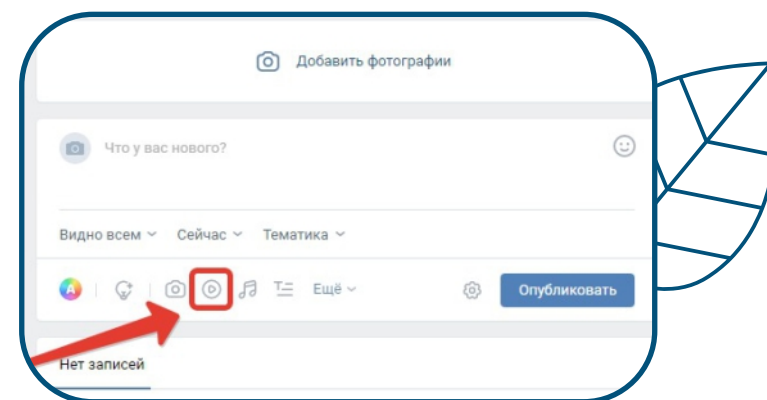 Добавить фотографии
Что у вас нового?
Видно всем Сейчас Тематика
A T Ещё Опубликовать
Нет записей